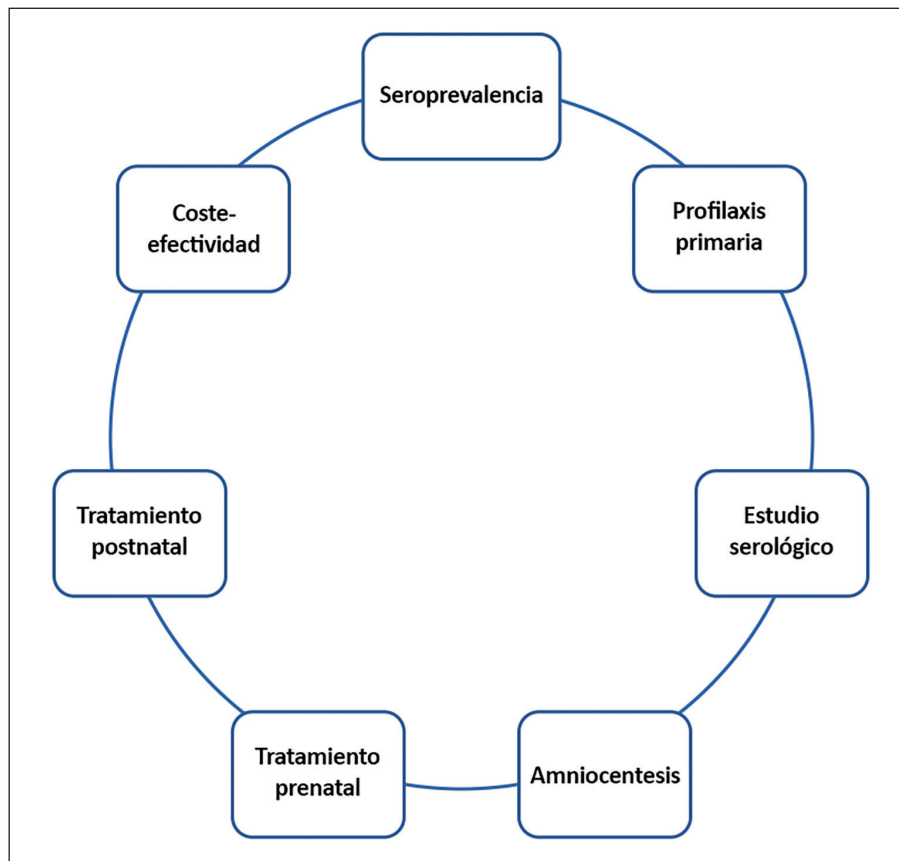 Seroprevalencia
Profilaxis
primaria
Estudio
serológico
Amniocentesis
Tratamiento
prenatal
Tratamiento
postnatal
Coste-
efectividad